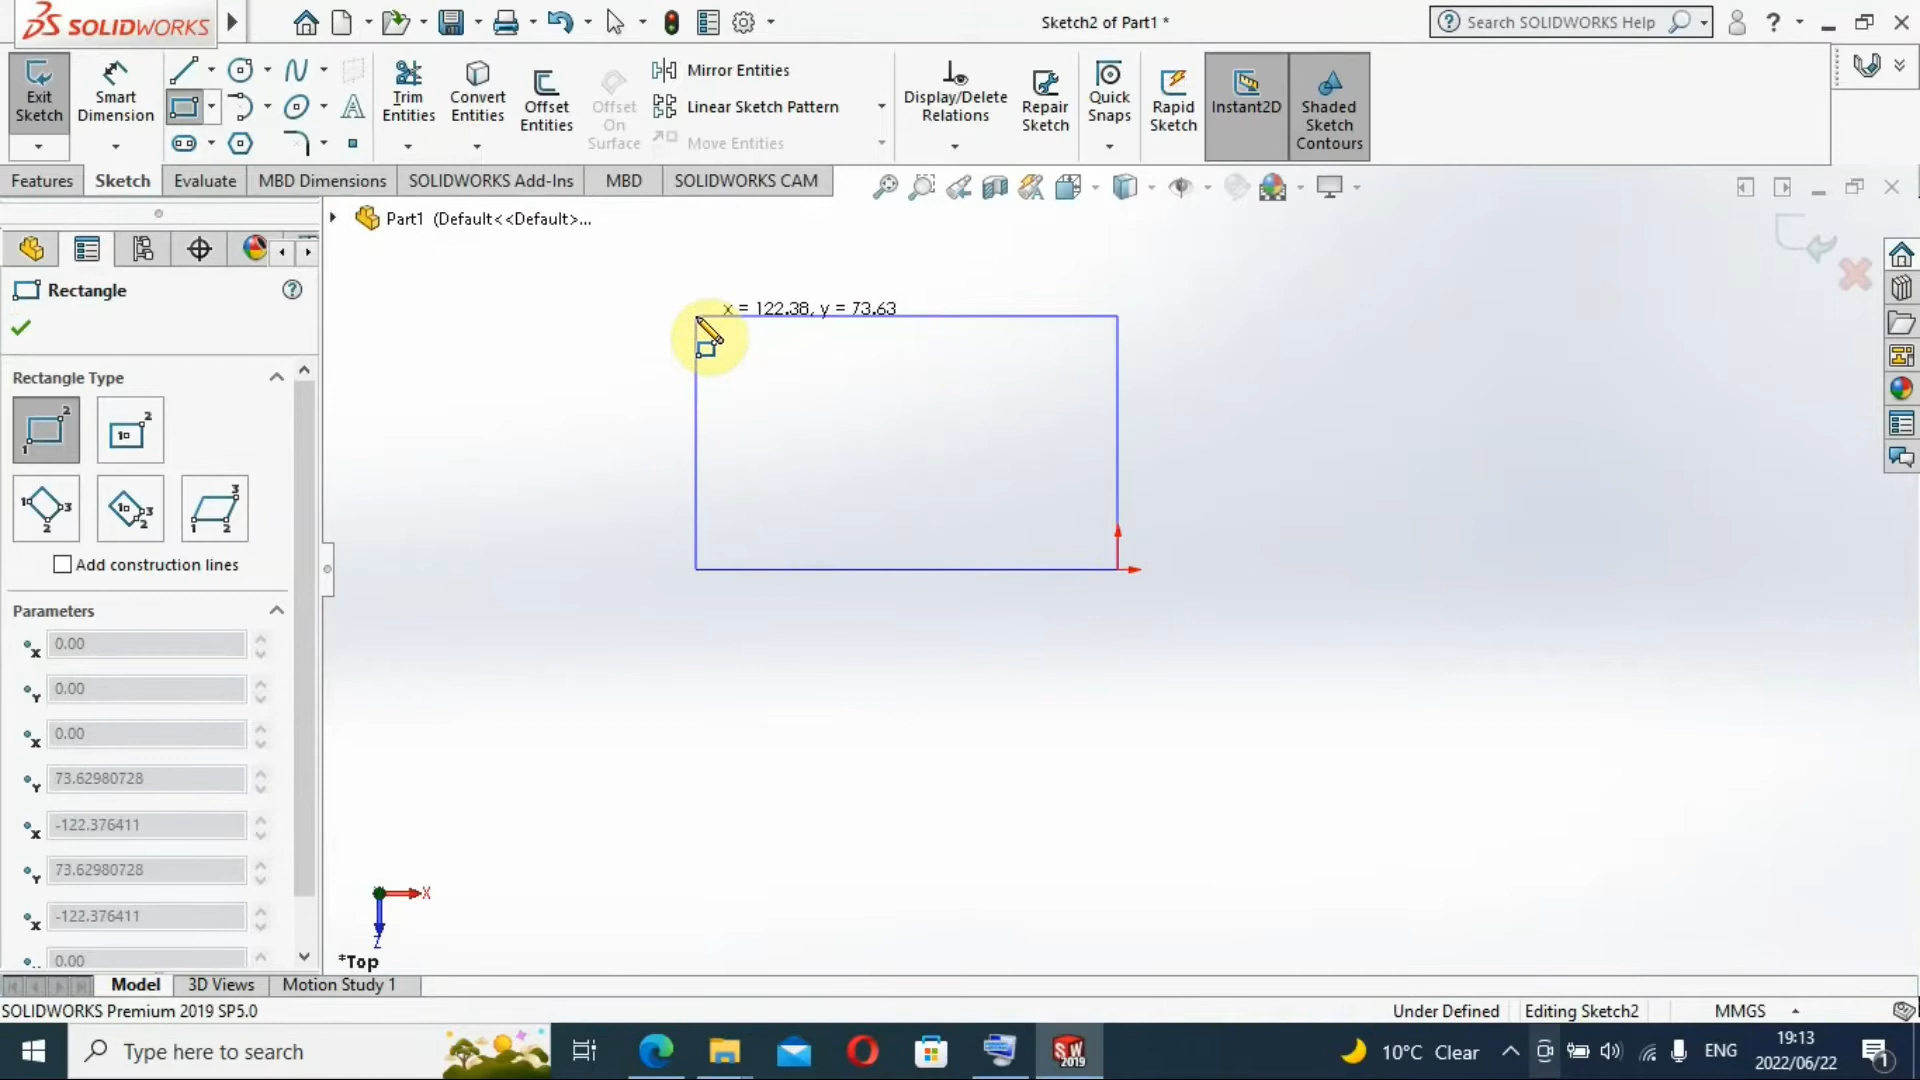 SOLIDWORKS
Sketch2 of Part1 *
Search SOLIDWORKS Help
Exit Sketch
Smart Dimension
Trim Entities
Convert Entities
Offset Entities
Offset On Surface
Mirror Entities
Linear Sketch Pattern
Move Entities
Display/Delete Relations
Repair Sketch
Quick Snaps
Rapid Sketch
Instant2D
Shaded Sketch Contours
Features
Sketch
Evaluate
MBD Dimensions
SOLIDWORKS Add-Ins
MBD
SOLIDWORKS CAM
Part1 (Default<<Default>...
Rectangle
x = 122.38, y = 73.63
Rectangle Type
Add construction lines
Parameters
0.00
0.00
0.00
73.62980728
-122.376411
73.62980728
-122.376411
0.00
X
Z
*Top
Model
3D Views
Motion Study 1
SOLIDWORKS Premium 2019 SP5.0
Under Defined
Editing Sketch2
MMGS
Type here to search
SW 2019
10°C Clear
ENG
19:13
2022/06/22
1